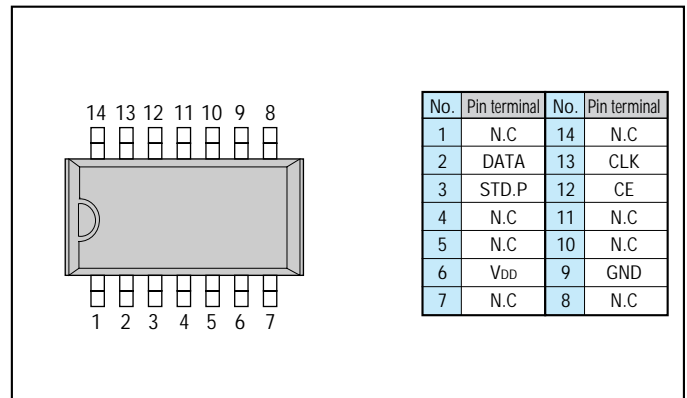 14 13 12 11 10 9 8
1 2 3 4 5 6 7
No. Pin terminal No. Pin terminal
1 N.C 14 N.C
2 DATA 13 CLK
3 STD.P 12 CE
4 N.C 11 N.C
5 N.C 10 N.C
6 VDD 9 GND
7 N.C 8 N.C